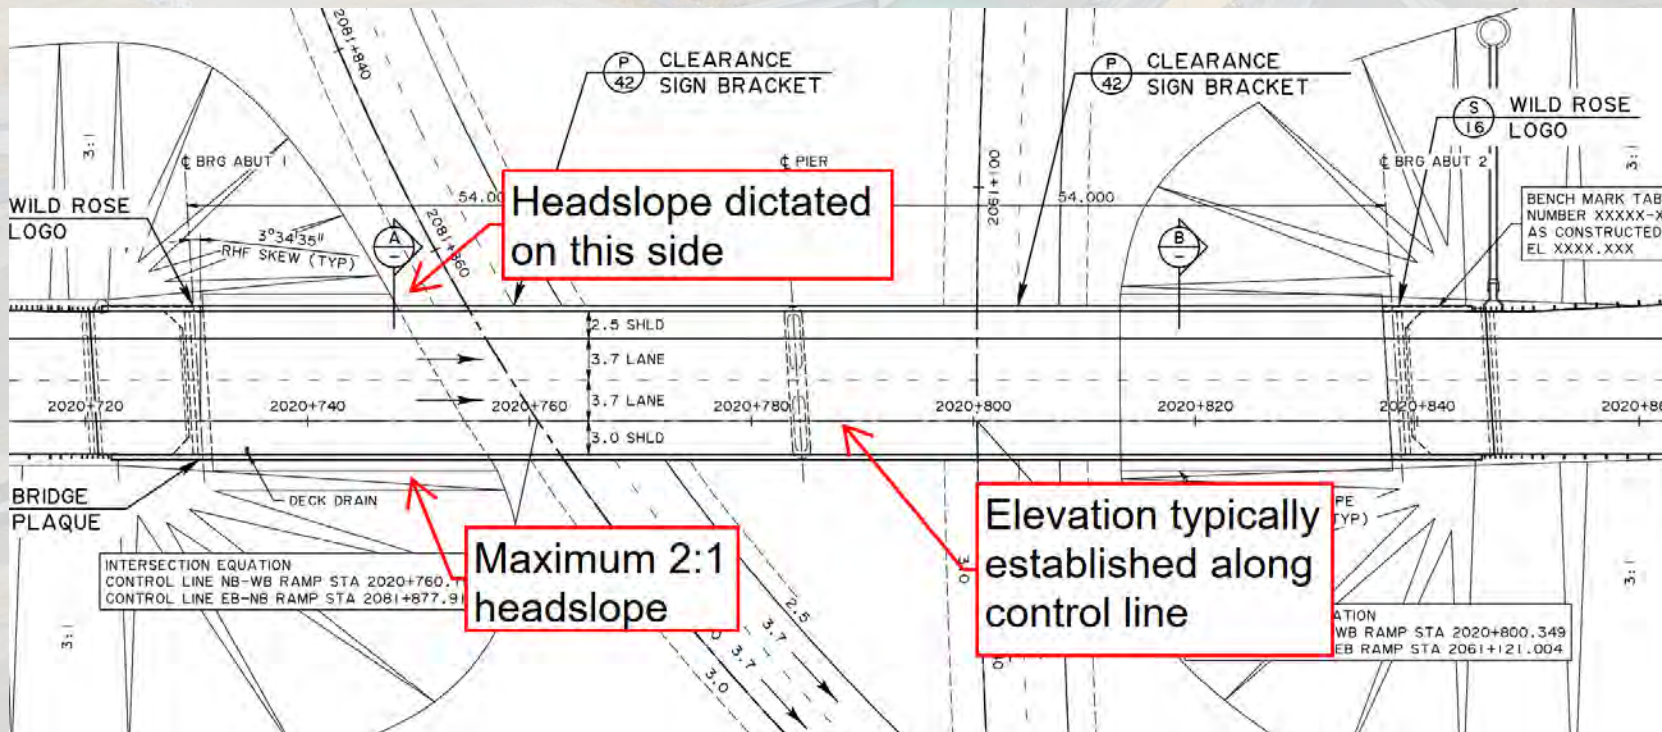 2081+840
P
42
CLEARANCE
SIGN BRACKET
P
42
CLEARANCE
SIGN BRACKET
S
16
WILD ROSE
LOGO
3:1
℄ BRG ABUT 1
℄ PIER
2061+100
℄ BRG ABUT 2
3:1
WILD ROSE
LOGO
54.00
Headslope dictated
on this side
54.000
BENCH MARK TAB
NUMBER XXXXX-X
AS CONSTRUCTED
EL XXXX.XXX
3°34'35"
RHF SKEW (TYP)
A
-
2081+860
B
-
2.5 SHLD
3.7 LANE
3.7 LANE
3.0 SHLD
2020+720
2020+740
2020+760
2020+780
2020+800
2020+820
2020+840
2020+86
BRIDGE
PLAQUE
DECK DRAIN
Maximum 2:1
headslope
Elevation typically
established along
control line
PE
TYP)
INTERSECTION EQUATION
CONTROL LINE NB-WB RAMP STA 2020+760.1
CONTROL LINE EB-NB RAMP STA 2081+877.91
3:1
2.5
3.7
3.7
3.0
ATION
WB RAMP STA 2020+800.349
EB RAMP STA 2061+121.004
3:1